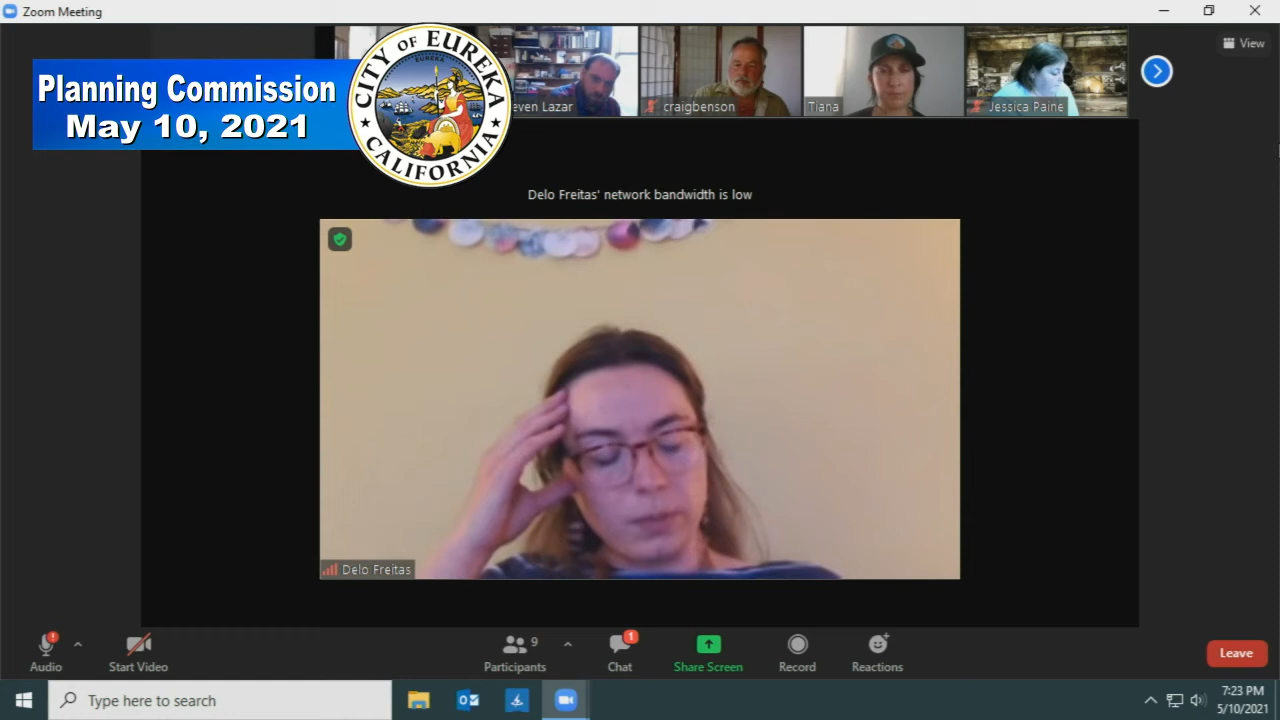 Zoom Meeting
Planning Commission
May 10, 2021
CITY OF EUREKA
EUREKA
CALIFORNIA
even Lazar
craigbenson
Tiana
Jessica Paine
View
Delo Freitas' network bandwidth is low
Delo Freitas
Audio
Start Video
Participants
9
Chat
1
Share Screen
Record
Reactions
Leave
Type here to search
7:23 PM
5/10/2021